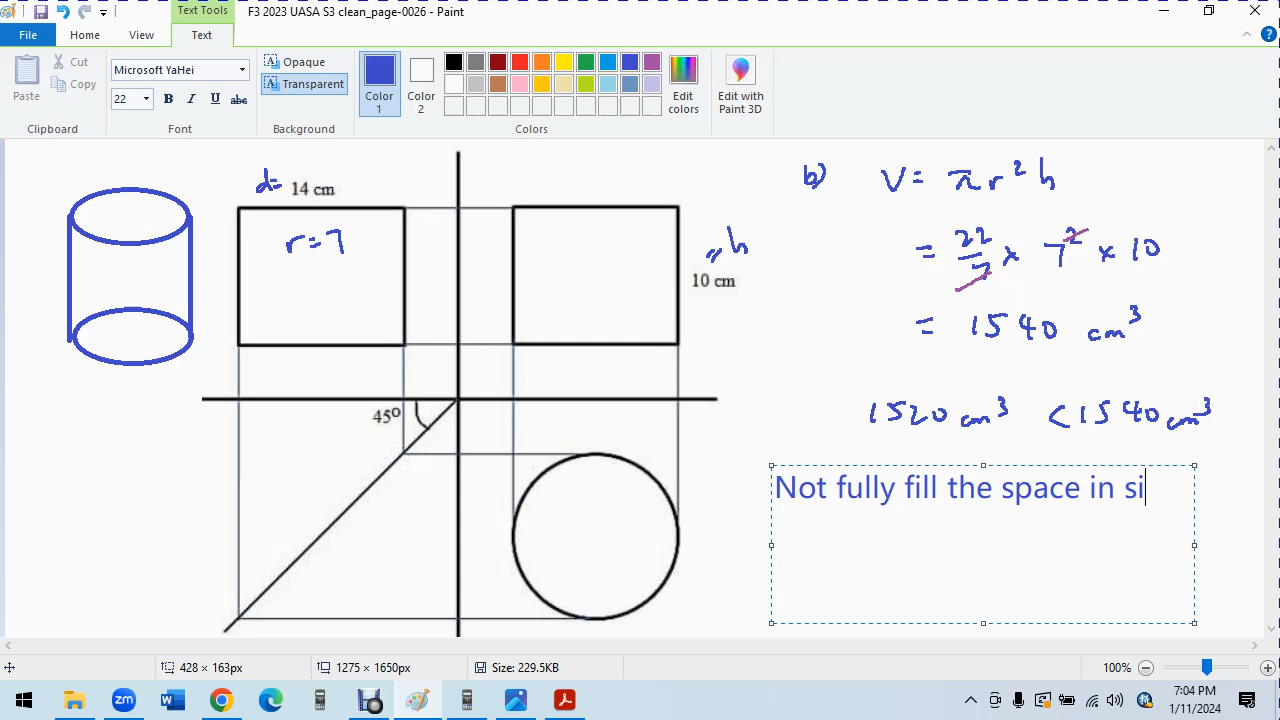 Text Tools
F3 2023 UASA S3 clean_page-0026 - Paint
File
Home
View
Text
Paste
Cut
Copy
Clipboard
Microsoft YaHei
22
B I U abc
Font
Opaque
Transparent
Background
Color 1
Color 2
Edit colors
Edit with Paint 3D
Colors
d= 14 cm
r=7
= h
10 cm
45°
b) V = πr²h
= 22/7 × 7² × 10
= 1540 cm³
1520 cm³ < 1540 cm³
Not fully fill the space in si
428 × 163px
1275 × 1650px
Size: 229.5KB
100%
zm
W
7:04 PM
1/11/2024